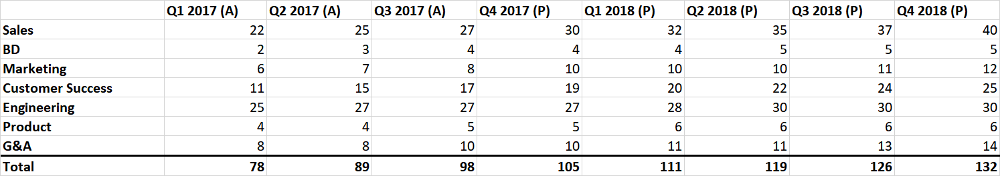 Q1 2017 (A) Q2 2017 (A) Q3 2017 (A) Q4 2017 (P) Q1 2018 (P) Q2 2018 (P) Q3 2018 (P) Q4 2018 (P)
Sales 22 25 27 30 32 35 37 40
BD 2 3 4 4 4 5 5 5
Marketing 6 7 8 10 10 10 11 12
Customer Success 11 15 17 19 20 22 24 25
Engineering 25 27 27 27 28 30 30 30
Product 4 4 5 5 6 6 6 6
G&A 8 8 10 10 11 11 13 14
Total 78 89 98 105 111 119 126 132